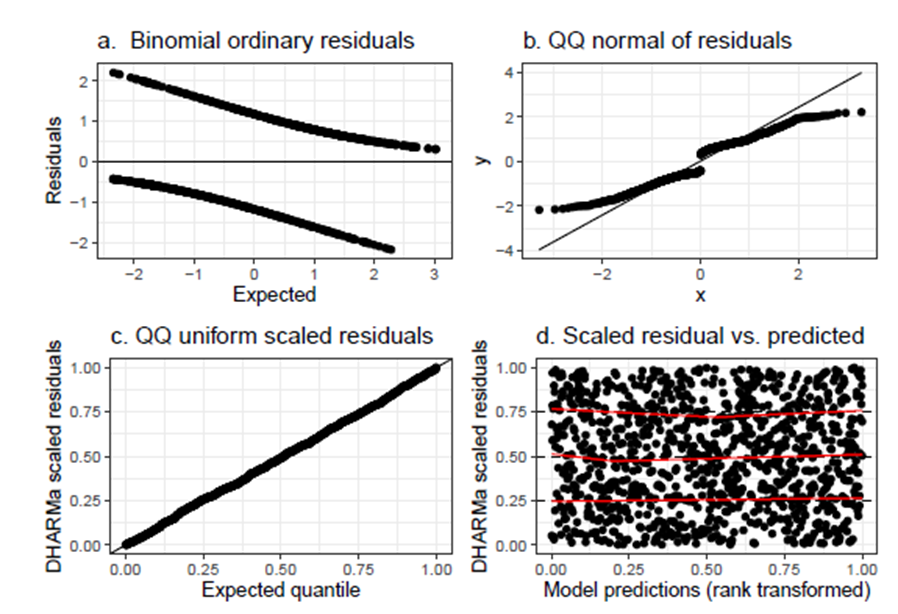 a. Binomial ordinary residuals
2
1
0
−1
−2
Residuals
−2 −1 0 1 2 3
Expected
b. QQ normal of residuals
4
2
0
−2
−4
y
−2 0 2
x
c. QQ uniform scaled residuals
1.00
0.75
0.50
0.25
0.00
DHARMa scaled residuals
0.00 0.25 0.50 0.75 1.00
Expected quantile
d. Scaled residual vs. predicted
1.00
0.75
0.50
0.25
0.00
DHARMa scaled residuals
0.00 0.25 0.50 0.75 1.00
Model predictions (rank transformed)